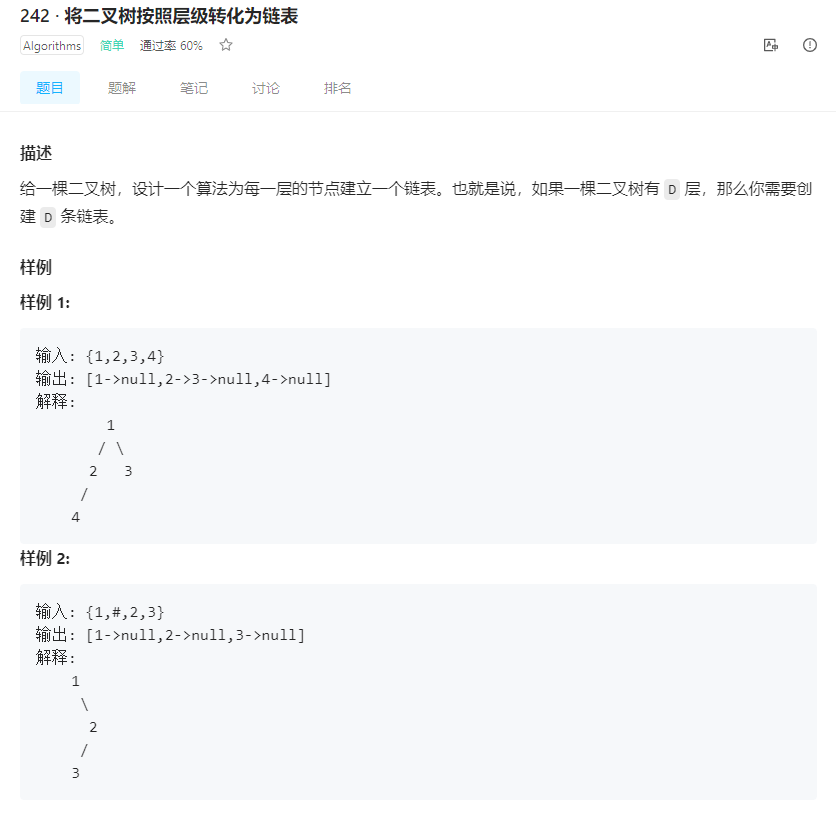 242 · 将二叉树按照层级转化为链表
Algorithms 简单 通过率 60%
题目 题解 笔记 讨论 排名
描述
给一棵二叉树，设计一个算法为每一层的节点建立一个链表。也就是说，如果一棵二叉树有 D 层，那么你需要创
建 D 条链表。
样例
样例 1:
输入: {1,2,3,4}
输出: [1->null,2->3->null,4->null]
解释:
        1
       / \
      2   3
     /
    4
样例 2:
输入: {1,#,2,3}
输出: [1->null,2->null,3->null]
解释:
    1
     \
      2
     /
    3